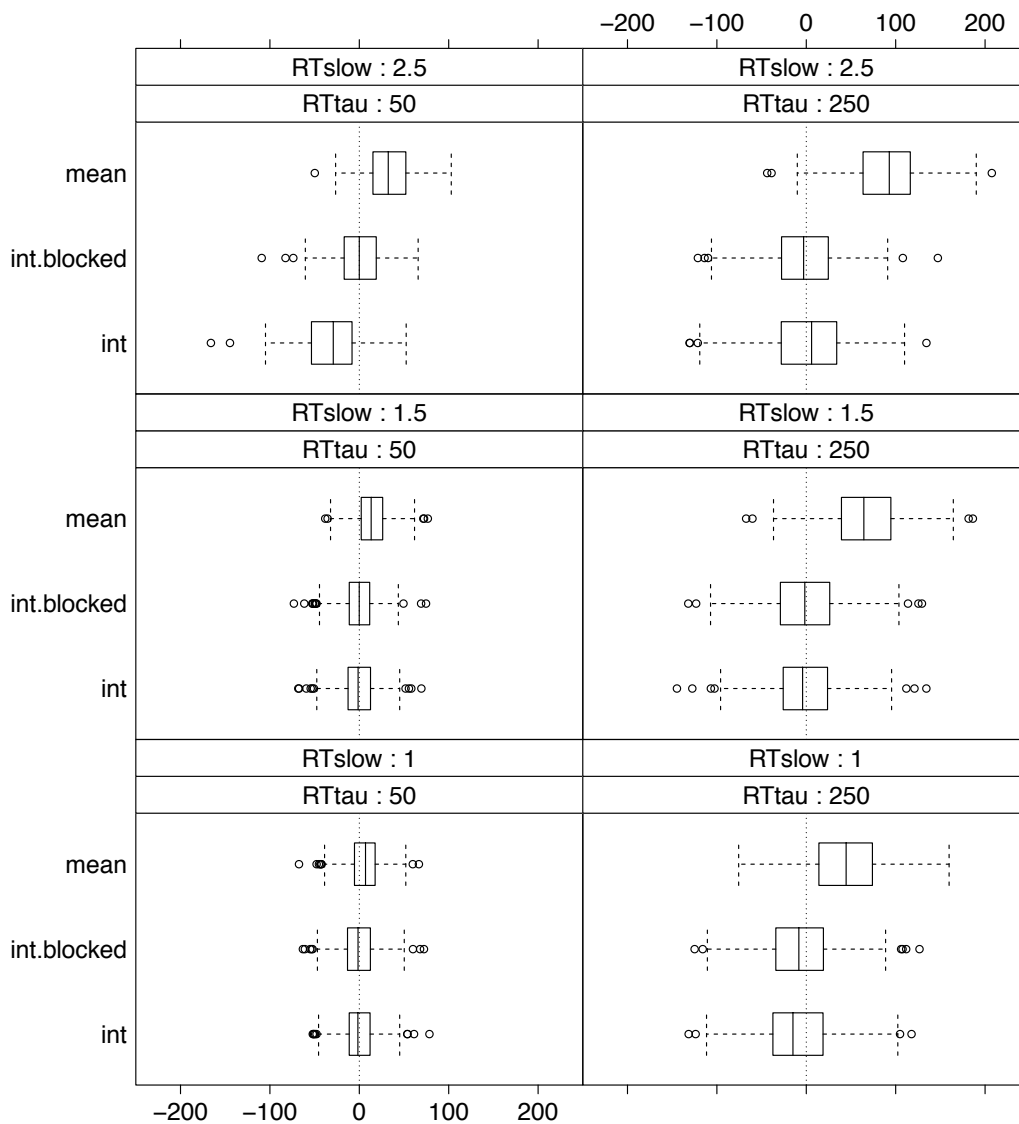 −200 −100 0 100 200
RTslow : 2.5 RTslow : 2.5
RTtau : 50 RTtau : 250
mean
int.blocked
int
RTslow : 1.5 RTslow : 1.5
RTtau : 50 RTtau : 250
mean
int.blocked
int
RTslow : 1 RTslow : 1
RTtau : 50 RTtau : 250
mean
int.blocked
int
−200 −100 0 100 200